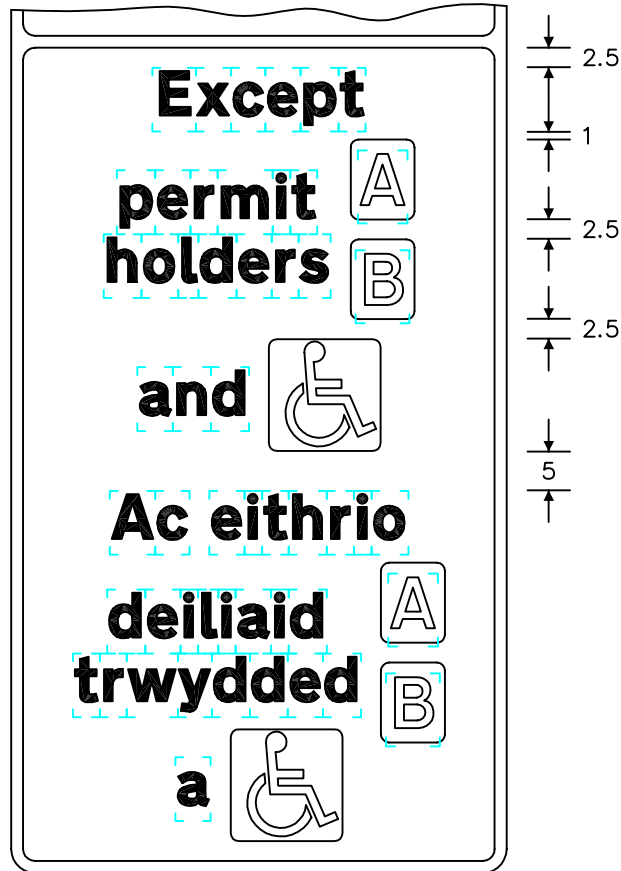 Except
permit A
holders B
and
Ac eithrio
deiliaid A
trwydded B
a
2.5
1
2.5
2.5
5